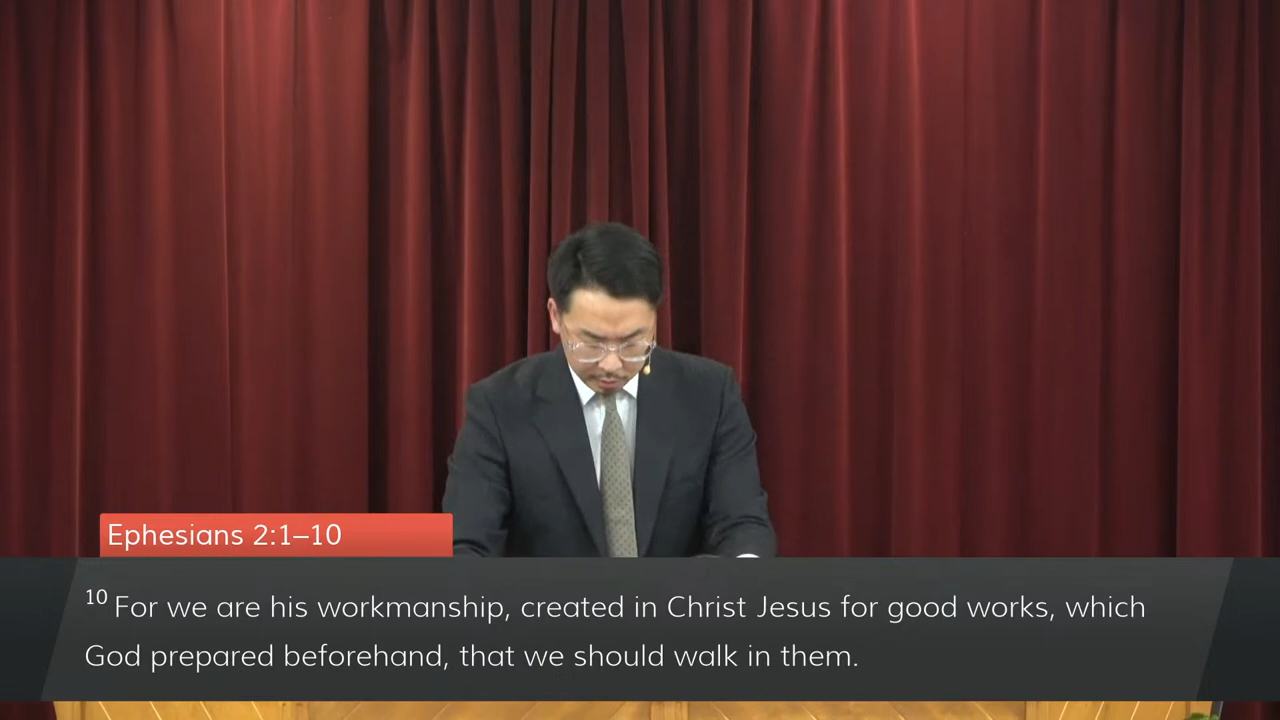 Ephesians 2:1–10
10 For we are his workmanship, created in Christ Jesus for good works, which
God prepared beforehand, that we should walk in them.